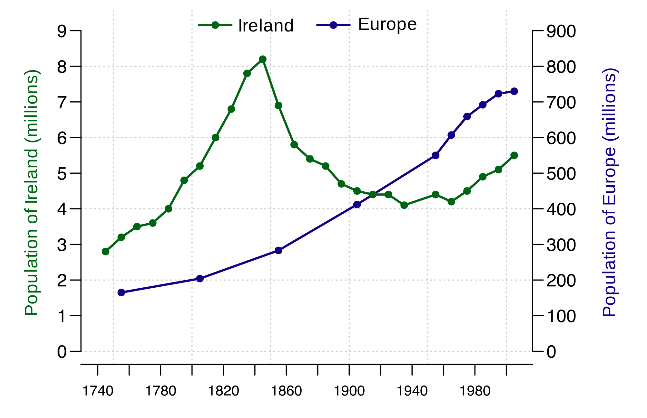 Ireland Europe
9 900
8 800
7 700
6 600
5 500
4 400
3 300
2 200
1 100
0 0
Population of Ireland (millions)
Population of Europe (millions)
1740 1780 1820 1860 1900 1940 1980